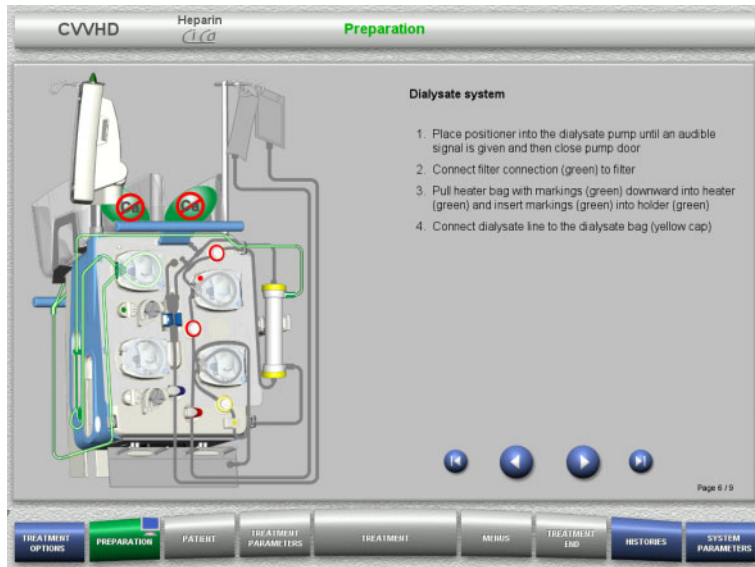 CVVHD
Heparin
CiCa
Preparation
Dialysate system
1. Place positioner into the dialysate pump until an audible
signal is given and then close pump door
2. Connect filter connection (green) to filter
3. Pull heater bag with markings (green) downward into heater
(green) and insert markings (green) into holder (green)
4. Connect dialysate line to the dialysate bag (yellow cap)
Ca
Ca
Page 6 / 9
TREATMENT
OPTIONS
PREPARATION
PATIENT
TREATMENT
PARAMETERS
TREATMENT
MENUS
TREATMENT
END
HISTORIES
SYSTEM
PARAMETERS